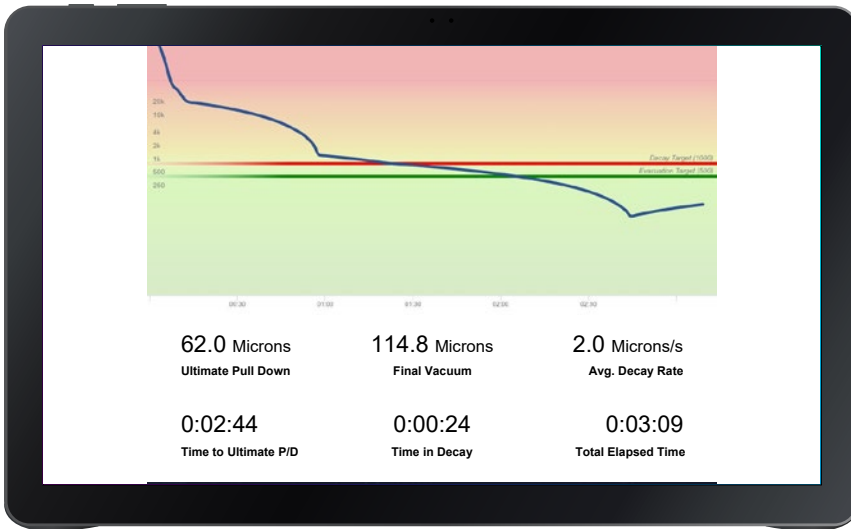 20k
4k
2k
1k
500
250
Decay Target (1000
Evacuation Target (500)
00:30
01:00
01:30
02:00
02:30
62.0 Microns
114.8 Microns
2.0 Microns/s
Ultimate Pull Down
Final Vacuum
Avg. Decay Rate
0:02:44
0:00:24
0:03:09
Time to Ultimate P/D
Time in Decay
Total Elapsed Time